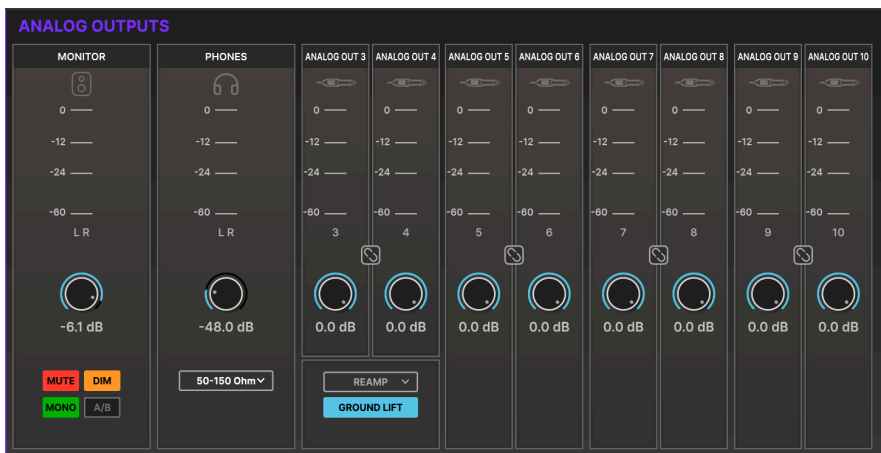 ANALOG OUTPUTS
MONITOR
0
-12
-24
-60
L R
-6.1 dB
MUTE DIM
MONO A/B
PHONES
0
-12
-24
-60
L R
-48.0 dB
50-150 Ohm
ANALOG OUT 3 ANALOG OUT 4
0 0
-12 -12
-24 -24
-60 -60
3 4
0.0 dB 0.0 dB
REAMP
GROUND LIFT
ANALOG OUT 5 ANALOG OUT 6
0 0
-12 -12
-24 -24
-60 -60
5 6
0.0 dB 0.0 dB
ANALOG OUT 7 ANALOG OUT 8
0 0
-12 -12
-24 -24
-60 -60
7 8
0.0 dB 0.0 dB
ANALOG OUT 9 ANALOG OUT 10
0 0
-12 -12
-24 -24
-60 -60
9 10
0.0 dB 0.0 dB